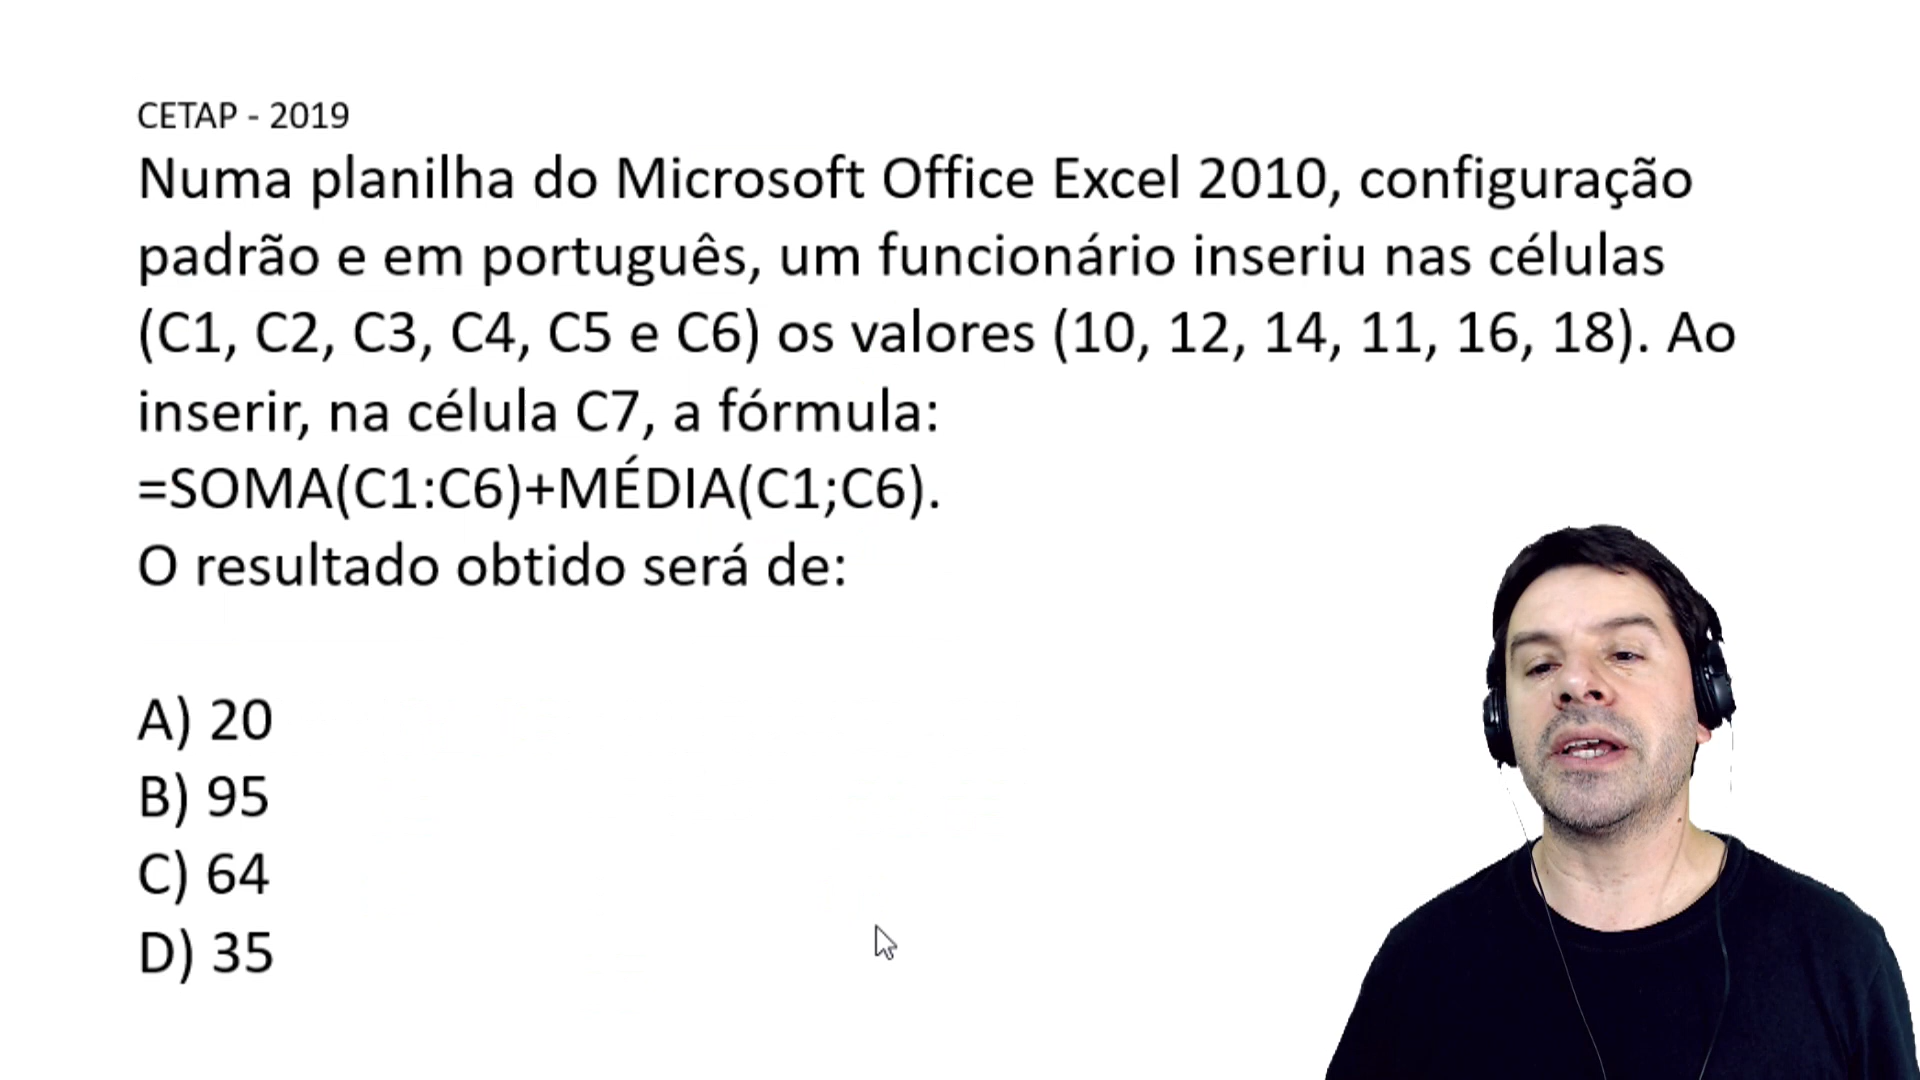 CETAP - 2019
Numa planilha do Microsoft Office Excel 2010, configuração
padrão e em português, um funcionário inseriu nas células
(C1, C2, C3, C4, C5 e C6) os valores (10, 12, 14, 11, 16, 18). Ao
inserir, na célula C7, a fórmula:
=SOMA(C1:C6)+MÉDIA(C1;C6).
O resultado obtido será de:
A) 20
B) 95
C) 64
D) 35